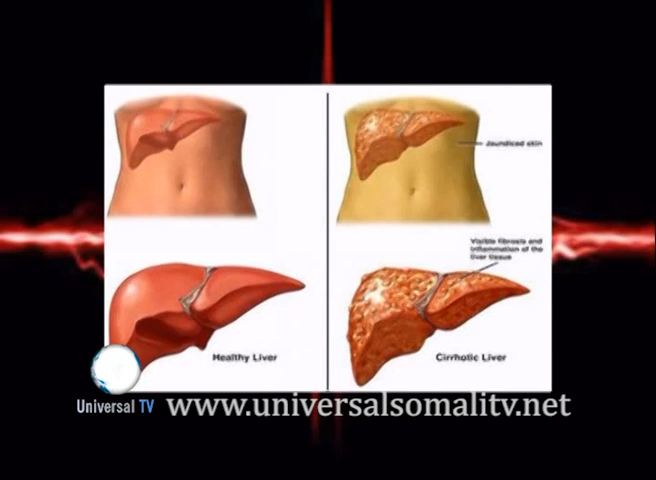 Jaundiced skin
Visible fibrosis and
inflammation of the
liver tissue
Healthy Liver
Cirrhotic Liver
Universal TV
www.universalsomalitv.net